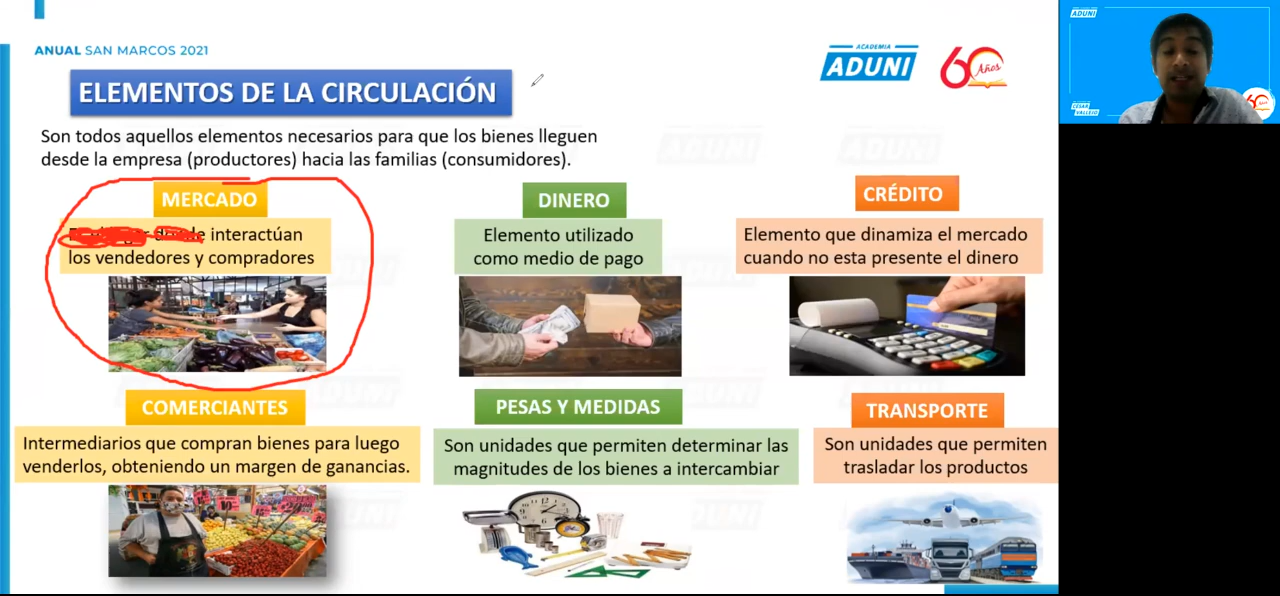 ANUAL SAN MARCOS 2021
ACADEMIA
ADUNI
60
Años
ELEMENTOS DE LA CIRCULACIÓN
Son todos aquellos elementos necesarios para que los bienes lleguen
desde la empresa (productores) hacia las familias (consumidores).
MERCADO
interactúan
los vendedores y compradores
DINERO
Elemento utilizado
como medio de pago
CRÉDITO
Elemento que dinamiza el mercado
cuando no esta presente el dinero
COMERCIANTES
Intermediarios que compran bienes para luego
venderlos, obteniendo un margen de ganancias.
PESAS Y MEDIDAS
Son unidades que permiten determinar las
magnitudes de los bienes a intercambiar
TRANSPORTE
Son unidades que permiten
trasladar los productos
ADUNI
CESAR
VALLEJO
60